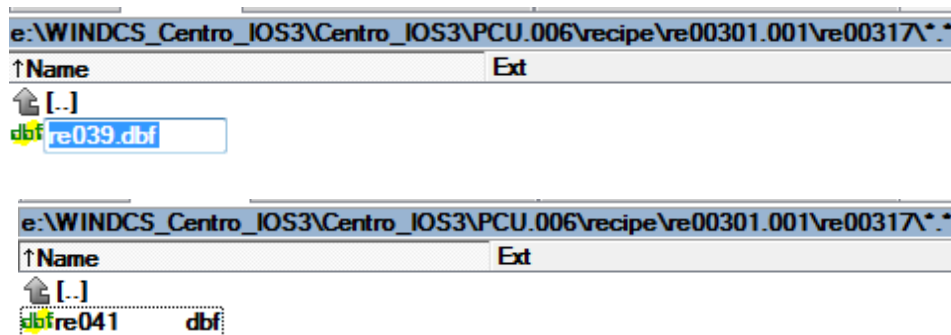 e:\WINDCS_Centro_IOS3\Centro_IOS3\PCU.006\recipe\re00301.001\re00317\*.*
↑Name Ext
[..]
dbf re039.dbf
e:\WINDCS_Centro_IOS3\Centro_IOS3\PCU.006\recipe\re00301.001\re00317\*.*
↑Name Ext
[..]
dbf re041 dbf